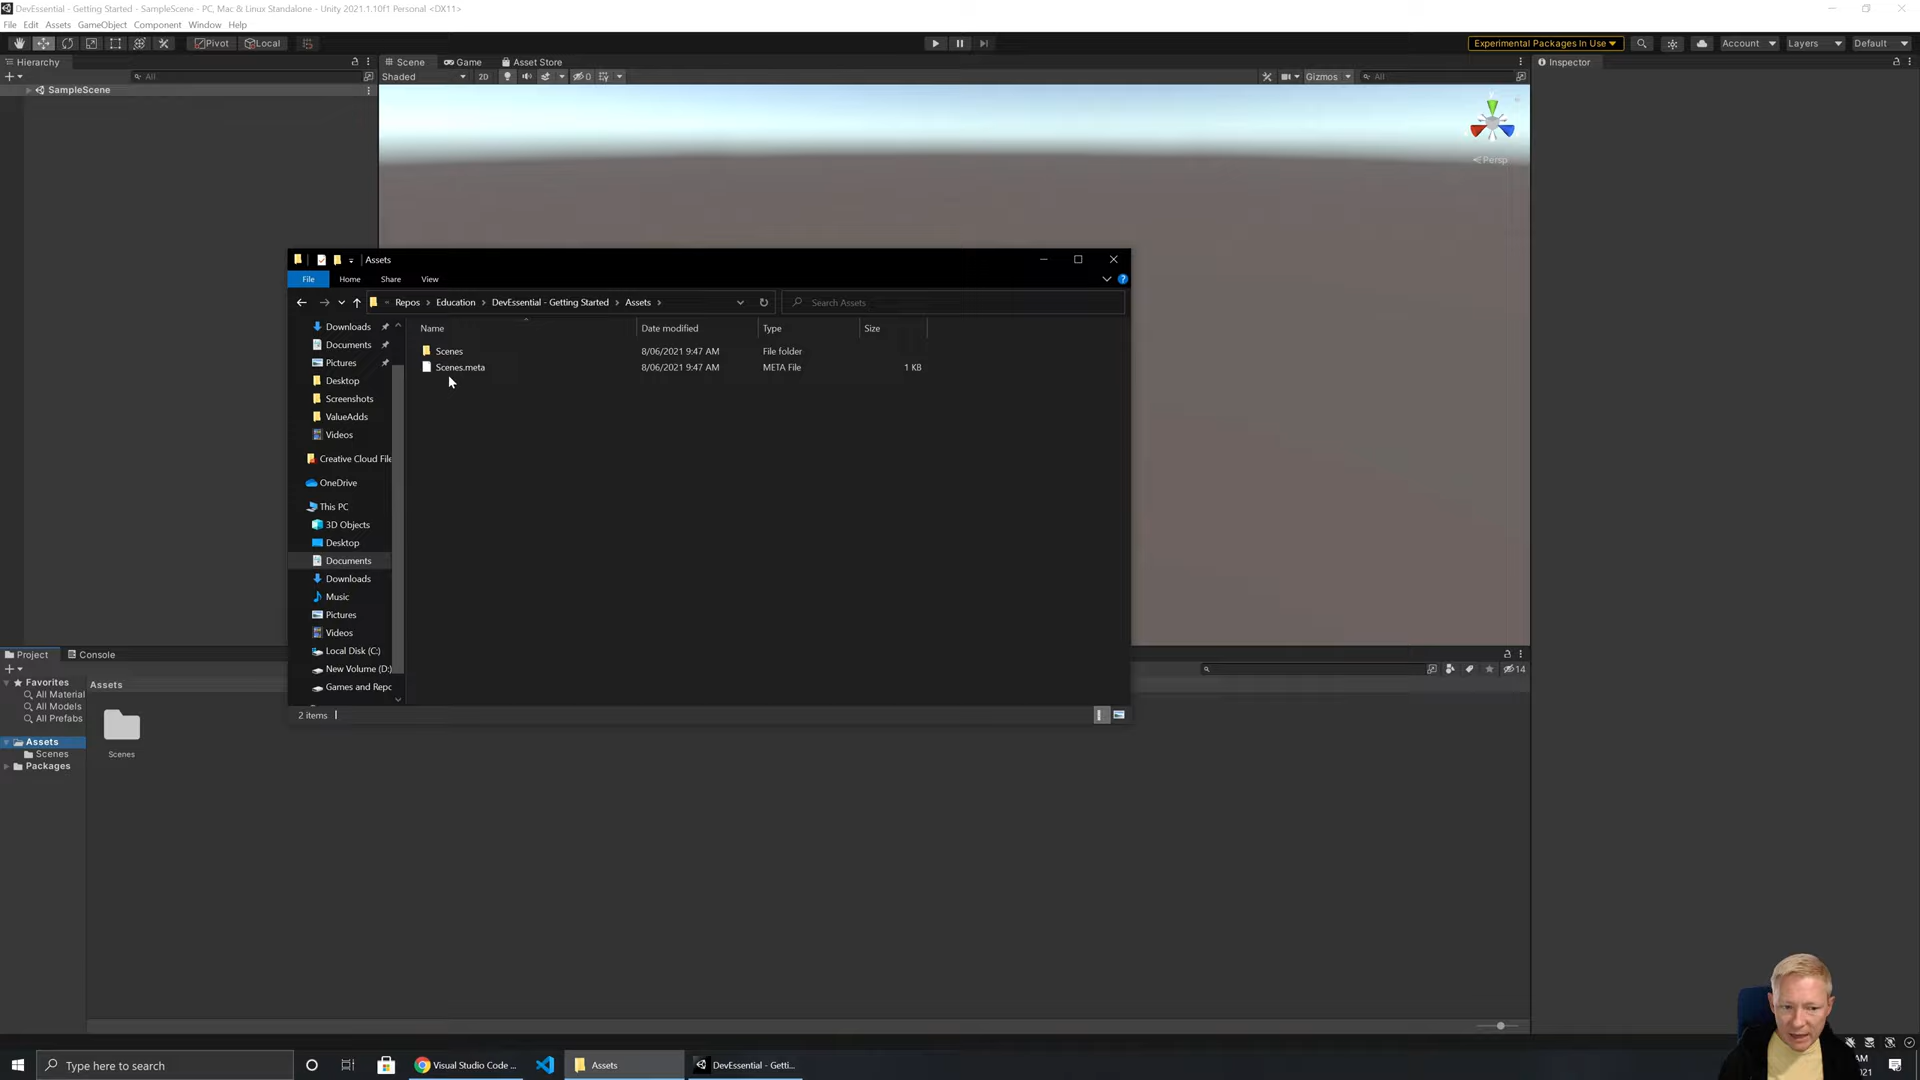 DevEssential - Getting Started - SampleScene - PC, Mac & Linux Standalone - Unity 2021.1.10f1 Personal <DX11>
File Edit Assets GameObject Component Window Help
Pivot Local Experimental Packages In Use Account Layers Default
Hierarchy Scene Game Asset Store Inspector
All Shaded 2D 0 Gizmos All
SampleScene
y
Persp
Assets
File Home Share View
Repos Education DevEssential - Getting Started Assets Search Assets
Name Date modified Type Size
Scenes 8/06/2021 9:47 AM File folder
Scenes.meta 8/06/2021 9:47 AM META File 1 KB
Downloads
Documents
Pictures
Desktop
Screenshots
ValueAdds
Videos
Creative Cloud File
OneDrive
This PC
3D Objects
Desktop
Documents
Downloads
Music
Pictures
Videos
Local Disk (C:)
New Volume (D:)
Games and Repo
2 items
Project Console
14
Favorites
All Material
All Models
All Prefabs
Assets
Scenes
Packages
Assets
Scenes
Type here to search
Visual Studio Code ...
Assets
DevEssential - Getti...
AM
021